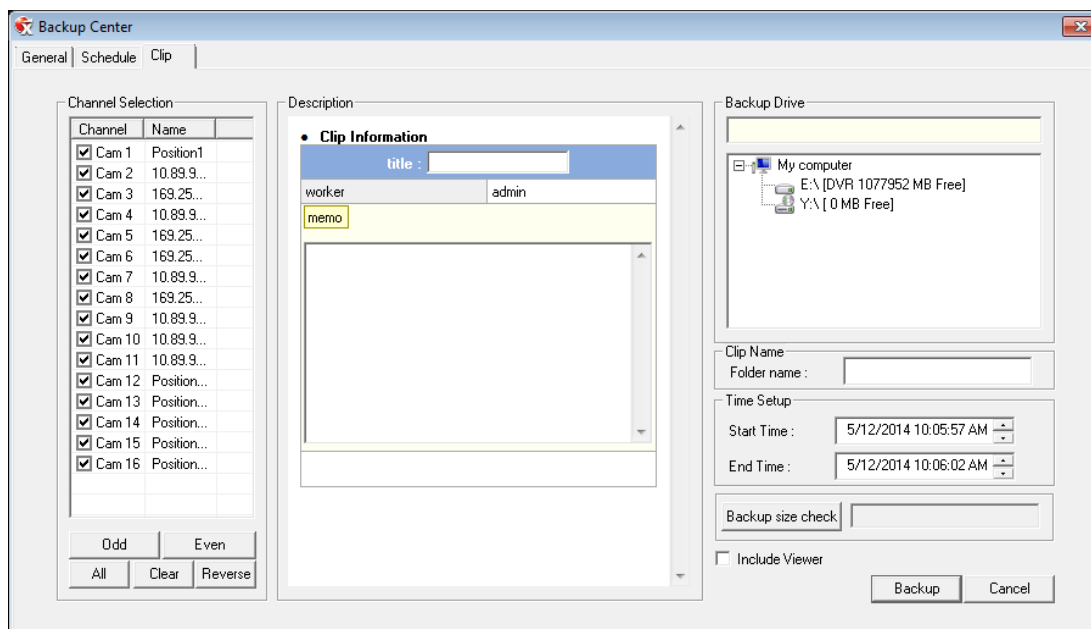 Backup Center
General Schedule Clip
Channel Selection
Channel Name
Cam 1 Position1
Cam 2 10.89.9...
Cam 3 169.25...
Cam 4 10.89.9...
Cam 5 169.25...
Cam 6 169.25...
Cam 7 10.89.9...
Cam 8 169.25...
Cam 9 10.89.9...
Cam 10 10.89.9...
Cam 11 10.89.9...
Cam 12 Position...
Cam 13 Position...
Cam 14 Position...
Cam 15 Position...
Cam 16 Position...
Odd Even
All Clear Reverse
Description
• Clip Information
title :
worker admin
memo
Backup Drive
My computer
E:\ [DVR 1077952 MB Free]
Y:\ [ 0 MB Free]
Clip Name
Folder name :
Time Setup
Start Time : 5/12/2014 10:05:57 AM
End Time : 5/12/2014 10:06:02 AM
Backup size check
Include Viewer
Backup Cancel